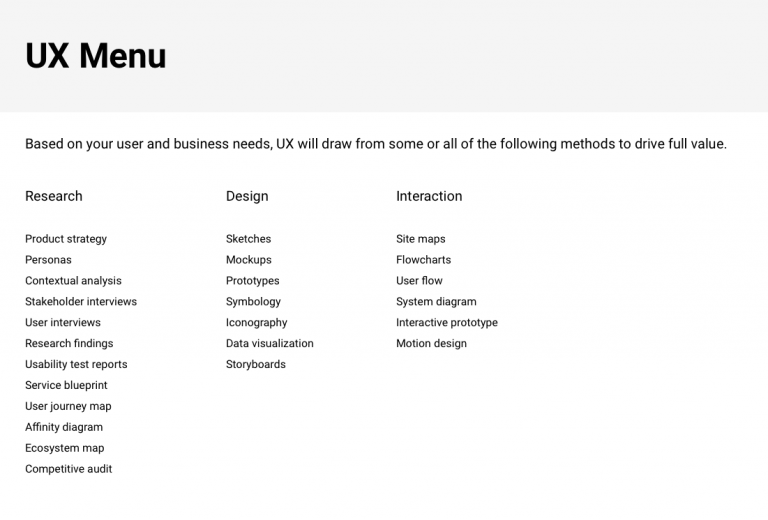 UX Menu
Based on your user and business needs, UX will draw from some or all of the following methods to drive full value.
Research
Product strategy
Personas
Contextual analysis
Stakeholder interviews
User interviews
Research findings
Usability test reports
Service blueprint
User journey map
Affinity diagram
Ecosystem map
Competitive audit
Design
Sketches
Mockups
Prototypes
Symbology
Iconography
Data visualization
Storyboards
Interaction
Site maps
Flowcharts
User flow
System diagram
Interactive prototype
Motion design